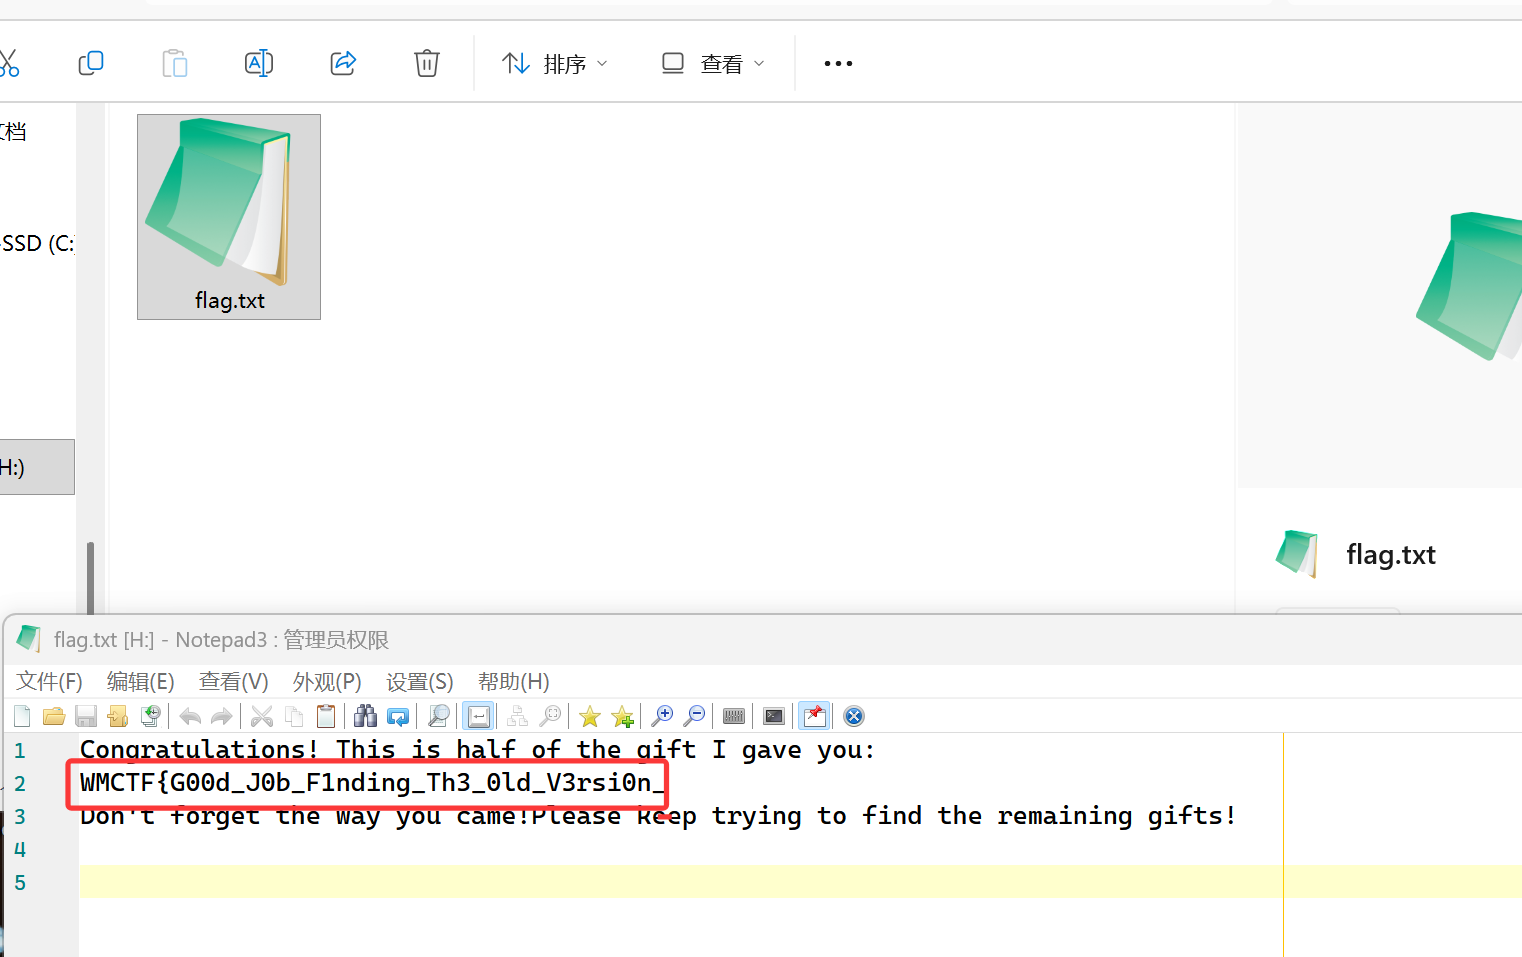 排序
查看
文档
SSD (C:)
H:)
flag.txt
flag.txt
flag.txt [H:] - Notepad3 : 管理员权限
文件(F) 编辑(E) 查看(V) 外观(P) 设置(S) 帮助(H)
1 Congratulations! This is half of the gift I gave you:
2 WMCTF{G00d_J0b_F1nding_Th3_0ld_V3rsi0n_
3 Don't forget the way you came!Please keep trying to find the remaining gifts!
4
5